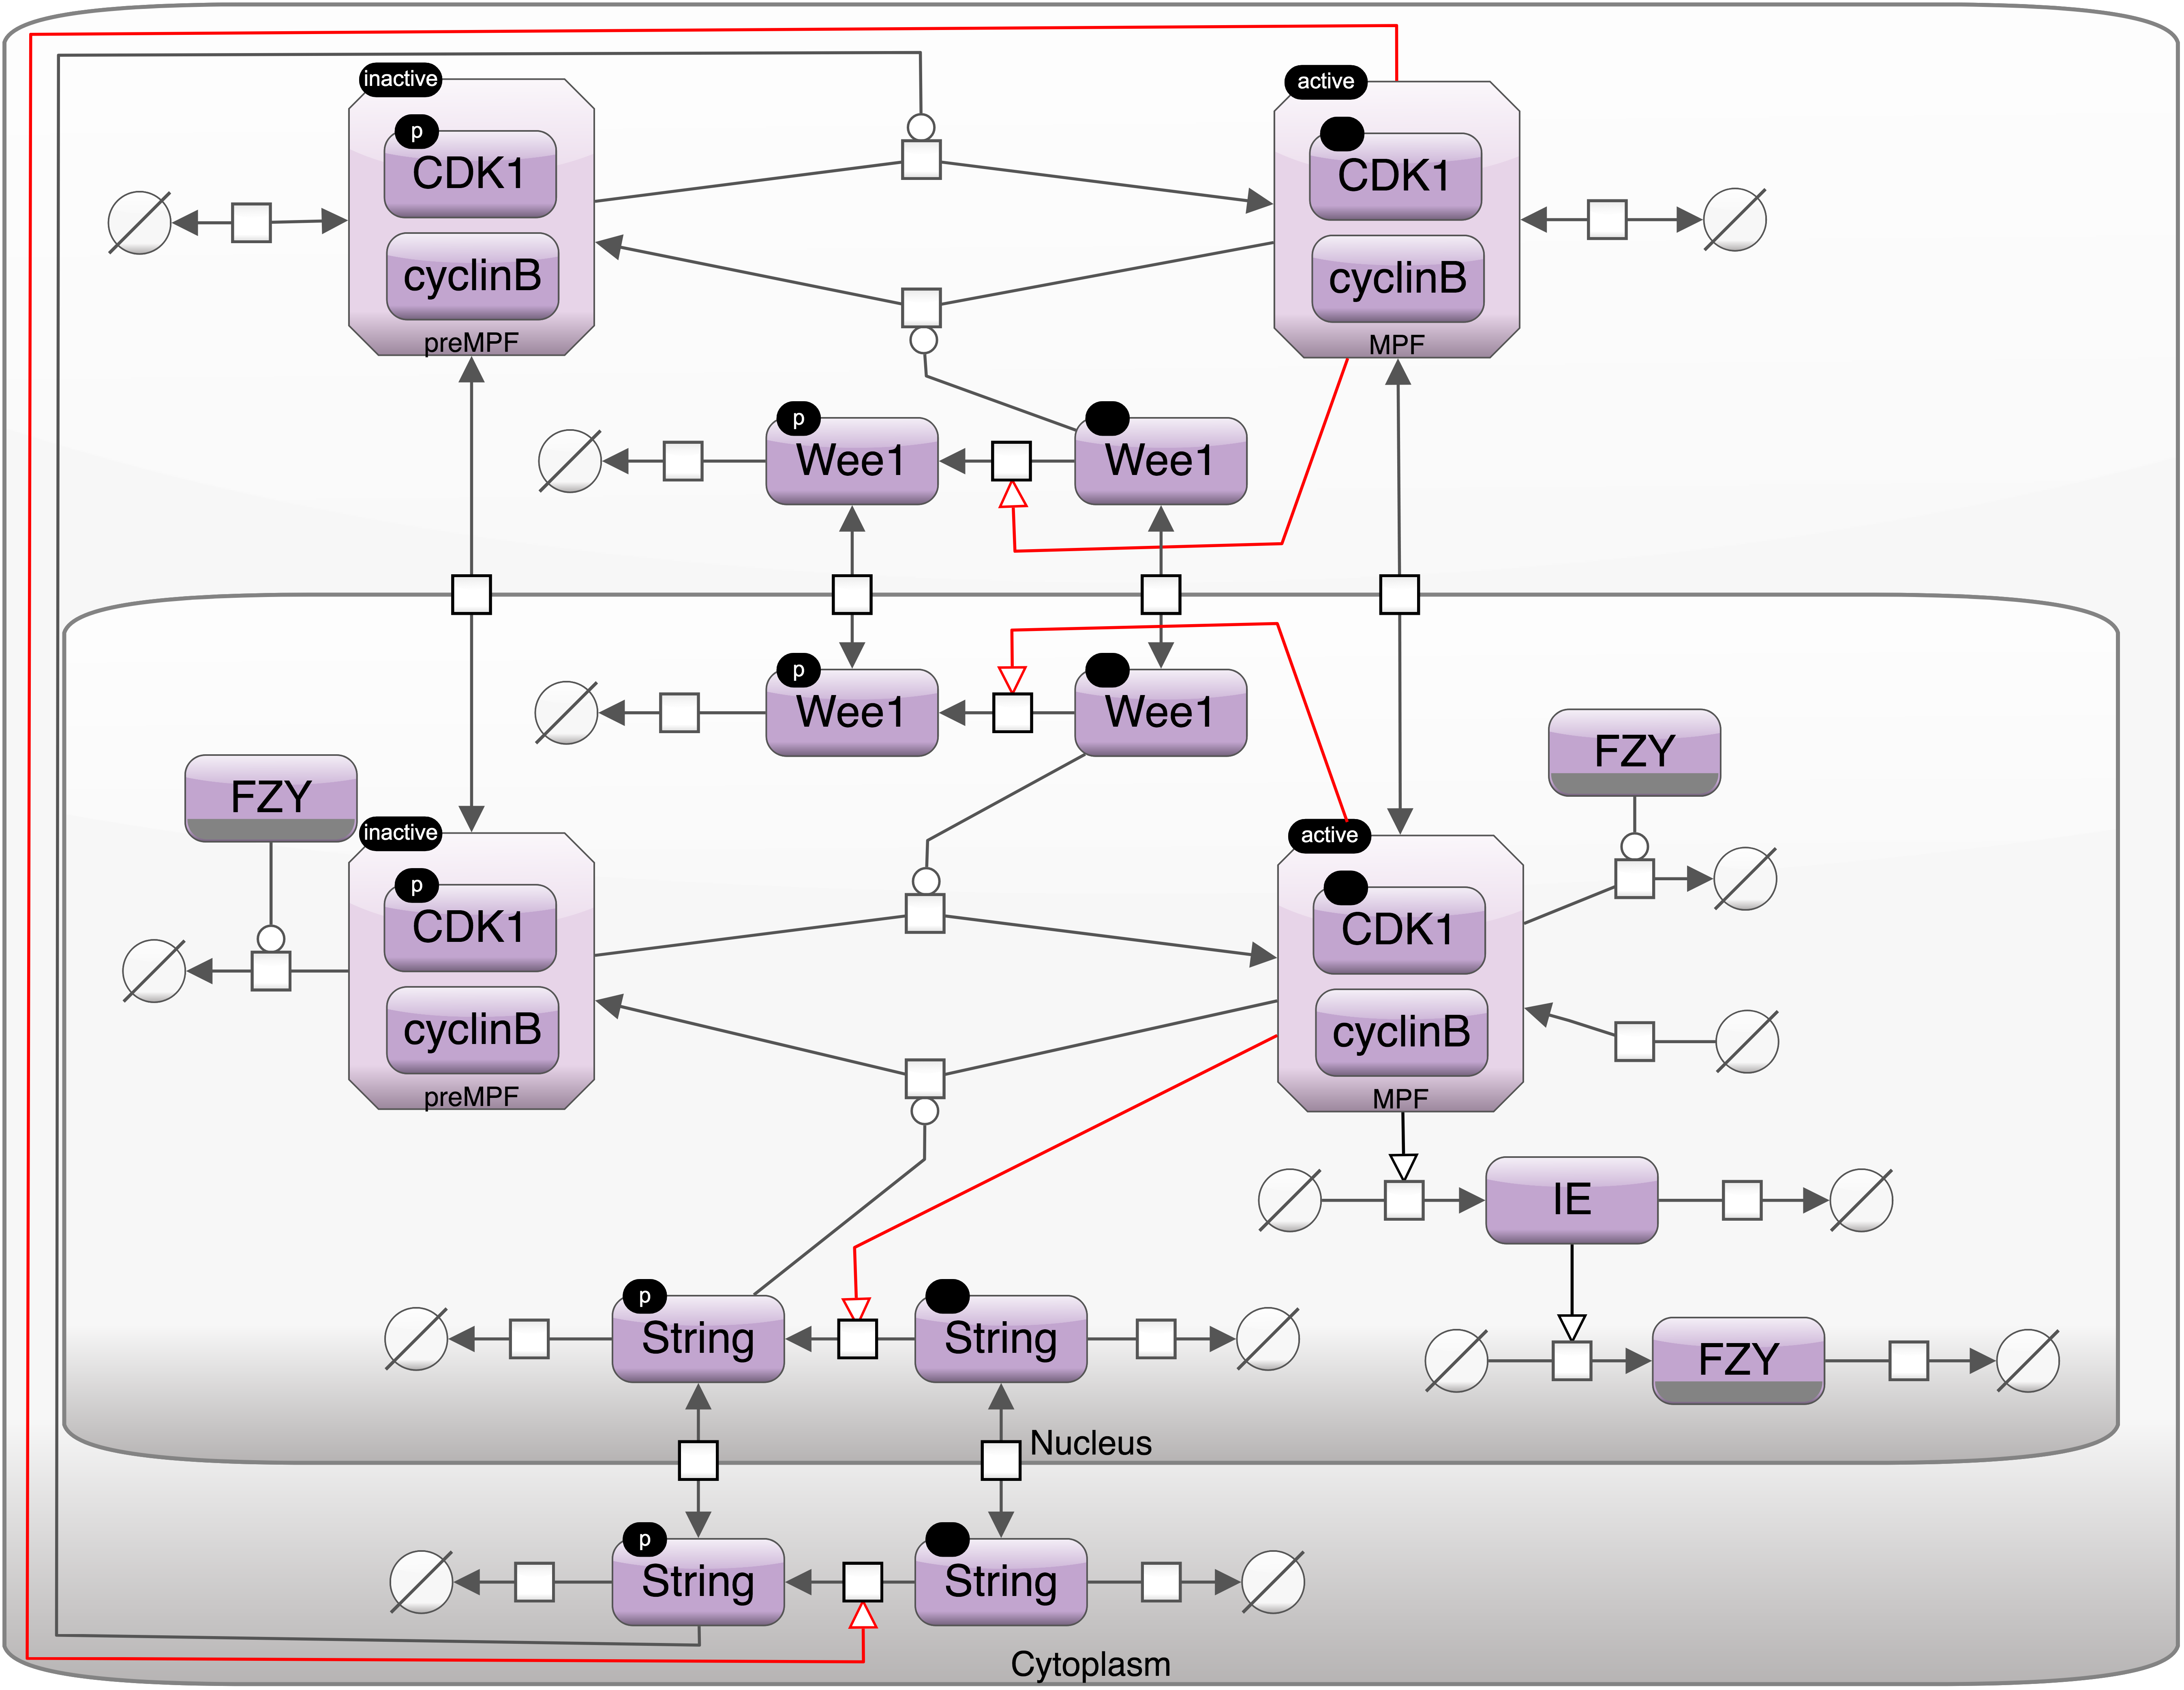 inactive
active
p
CDK1
CDK1
cyclinB
cyclinB
preMPF
MPF
p
Wee1
Wee1
p
Wee1
Wee1
FZY
FZY
inactive
active
p
CDK1
CDK1
cyclinB
cyclinB
preMPF
MPF
IE
p
String
String
FZY
Nucleus
p
String
String
Cytoplasm